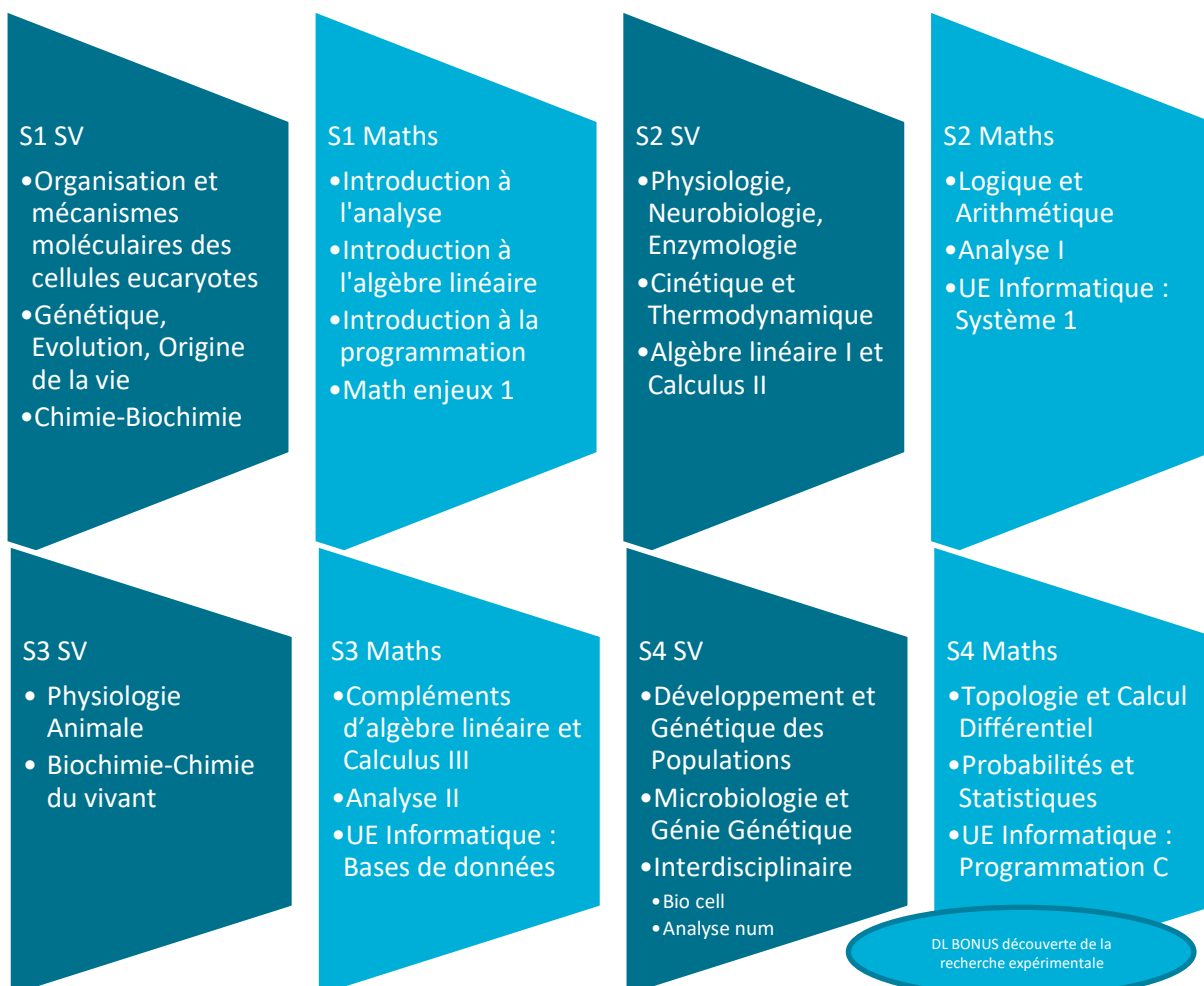 S1 SV
•Organisation et
mécanismes
moléculaires des
cellules eucaryotes
•Génétique,
Evolution, Origine
de la vie
•Chimie-Biochimie
S1 Maths
•Introduction à
l'analyse
•Introduction à
l'algèbre linéaire
•Introduction à la
programmation
•Math enjeux 1
S2 SV
•Physiologie,
Neurobiologie,
Enzymologie
•Cinétique et
Thermodynamique
•Algèbre linéaire I et
Calculus II
S2 Maths
•Logique et
Arithmétique
•Analyse I
•UE Informatique :
Système 1
S3 SV
• Physiologie
Animale
• Biochimie-Chimie
du vivant
S3 Maths
•Compléments
d’algèbre linéaire et
Calculus III
•Analyse II
•UE Informatique :
Bases de données
S4 SV
•Développement et
Génétique des
Populations
•Microbiologie et
Génie Génétique
•Interdisciplinaire
•Bio cell
•Analyse num
S4 Maths
•Topologie et Calcul
Différentiel
•Probabilités et
Statistiques
•UE Informatique :
Programmation C
DL BONUS découverte de la
recherche expérimentale